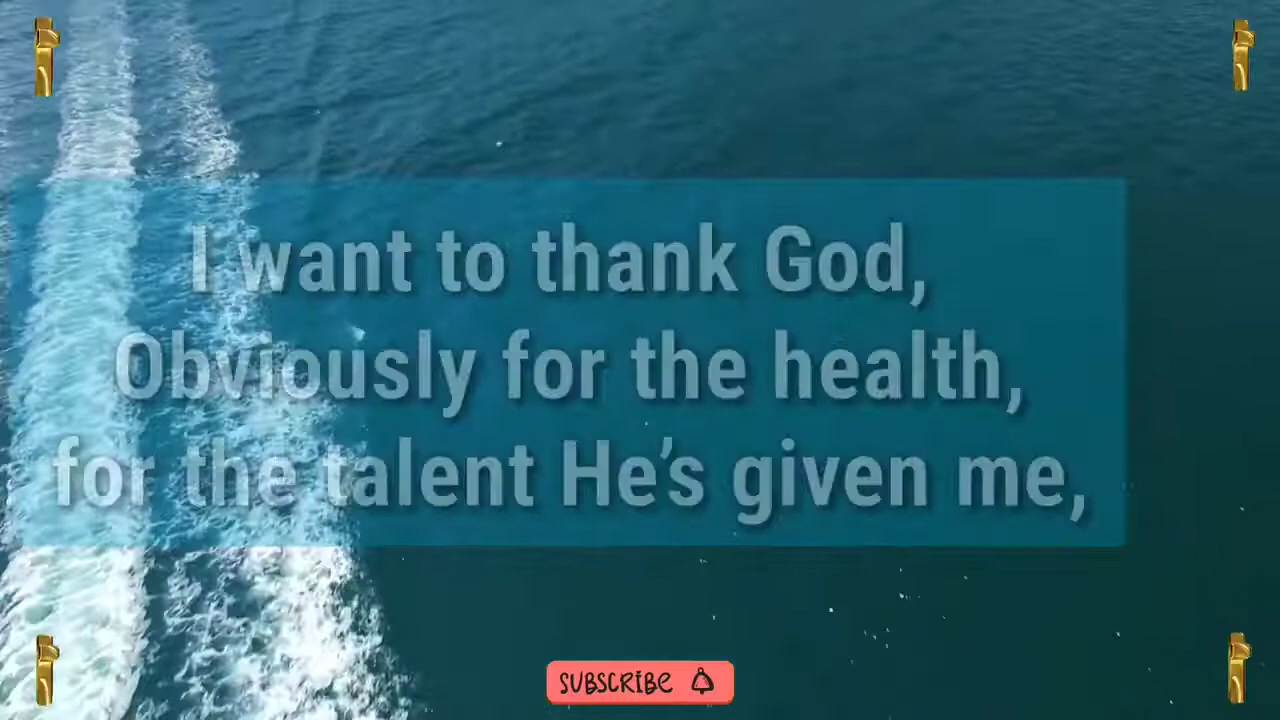 I want to thank God,
Obviously for the health,
for the talent He’s given me,
SUBSCRIBE